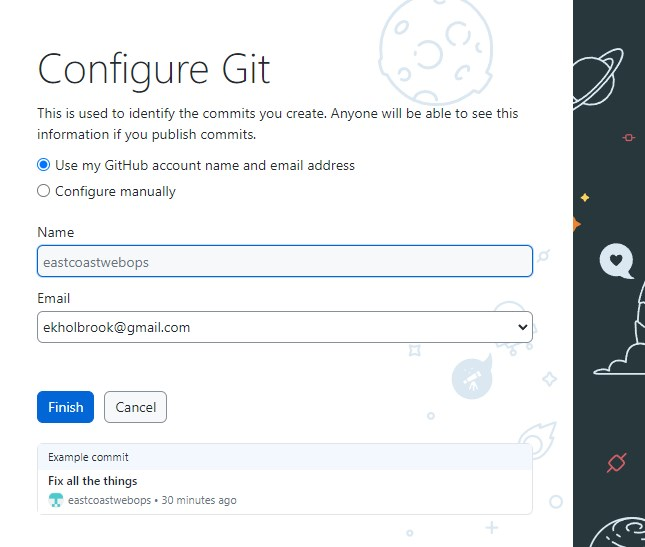 Configure Git
This is used to identify the commits you create. Anyone will be able to see this
information if you publish commits.
Use my GitHub account name and email address
Configure manually
Name
eastcoastwebops
Email
ekholbrook@gmail.com
Finish Cancel
Example commit
Fix all the things
eastcoastwebops • 30 minutes ago